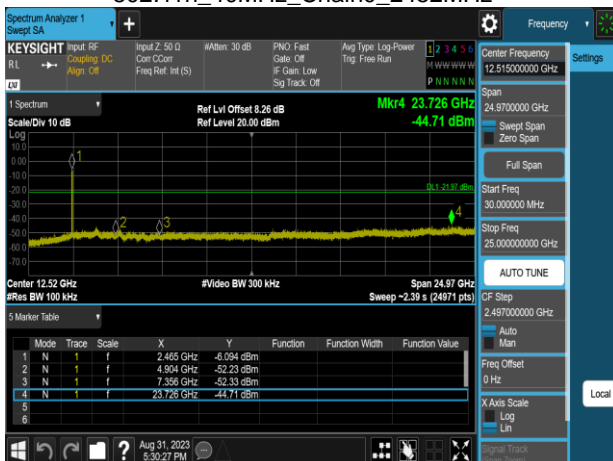 Spectrum Analyzer 1
Swept SA
Frequency
KEYSIGHT
RL
LXI
Input: RF
Coupling: DC
Align: Off
Input Z: 50 Ω
Corr CCorr
Freq Ref: Int (S)
#Atten: 30 dB
PNO: Fast
Gate: Off
IF Gain: Low
Sig Track: Off
Avg Type: Log-Power
Trig: Free Run
1 2 3 4 5 6
M W W W W W
P N N N N N
Center Frequency
12.515000000 GHz
Settings
1 Spectrum
Ref Lvl Offset 8.26 dB
Mkr4 23.726 GHz
Scale/Div 10 dB
Ref Level 20.00 dBm
-44.71 dBm
Log
10.0
0.00
-10.0
-20.0
-30.0
-40.0
-50.0
-60.0
-70.0
1
2
3
4
DL1 -21.97 dBm
Center 12.52 GHz
#Video BW 300 kHz
Span 24.97 GHz
#Res BW 100 kHz
Sweep ~2.39 s (24971 pts)
Span
24.9700000 GHz
Swept Span
Zero Span
Full Span
Start Freq
30.000000 MHz
Stop Freq
25.000000000 GHz
AUTO TUNE
CF Step
2.497000000 GHz
Auto
Man
Freq Offset
0 Hz
X Axis Scale
Log
Lin
Signal Track
Local
5 Marker Table
Mode Trace Scale X Y Function Function Width Function Value
1 N 1 f 2.465 GHz -6.094 dBm
2 N 1 f 4.904 GHz -52.23 dBm
3 N 1 f 7.356 GHz -52.33 dBm
4 N 1 f 23.726 GHz -44.71 dBm
5
6
?
Aug 31, 2023
5:30:27 PM